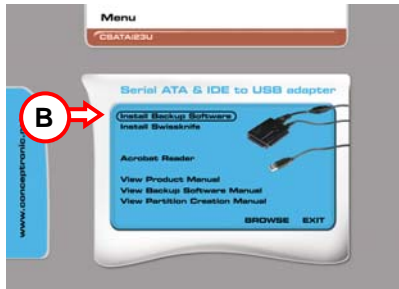 Menu
CSATAI23U
Serial ATA & IDE to USB adapter
B
Install Backup Software
Install Swissknife
Acrobat Reader
View Product Manual
View Backup Software Manual
View Partition Creation Manual
BROWSE EXIT